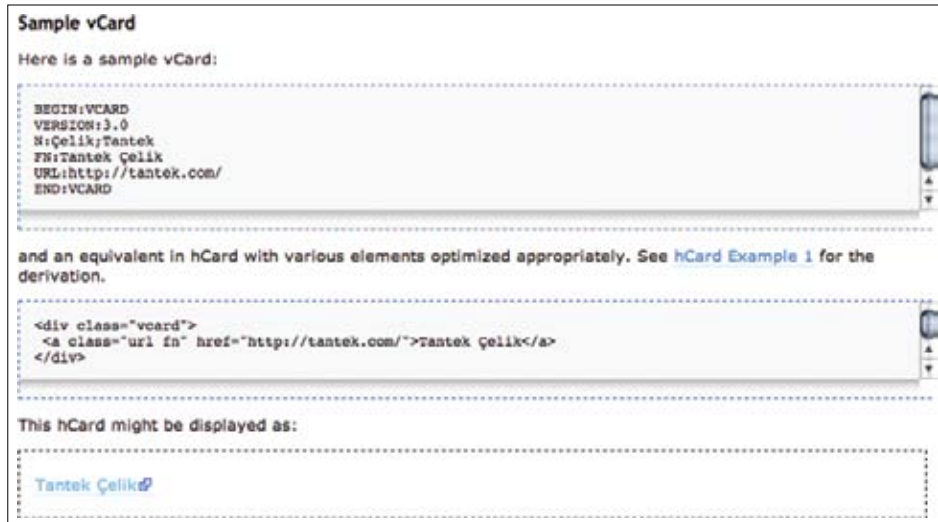 Sample vCard
Here is a sample vCard:
BEGIN:VCARD
VERSION:3.0
N:Çelik;Tantek
FN:Tantek Çelik
URL:http://tantek.com/
END:VCARD
and an equivalent in hCard with various elements optimized appropriately. See hCard Example 1 for the
derivation.
<div class="vcard">
<a class="url fn" href="http://tantek.com/">Tantek Çelik</a>
</div>
This hCard might be displayed as:
Tantek Çelik